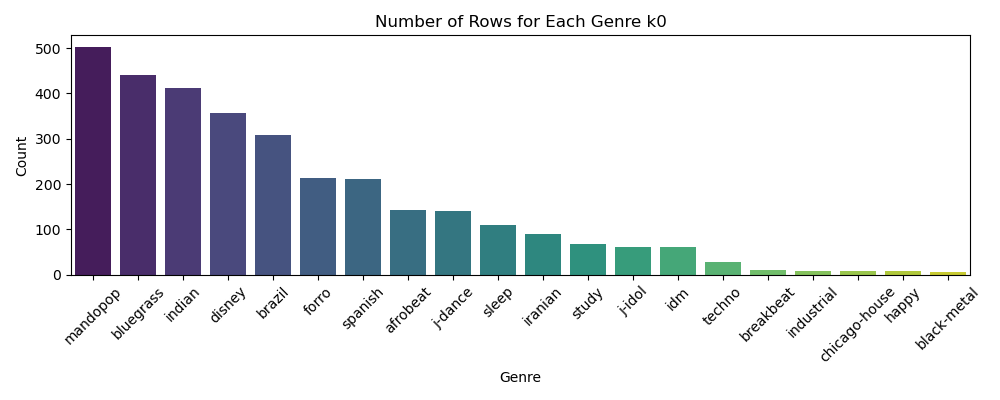 Number of Rows for Each Genre k0
Count
500
400
300
200
100
0
mandopop
bluegrass
indian
disney
brazil
forro
spanish
afrobeat
j-dance
sleep
iranian
study
j-idol
idm
techno
breakbeat
industrial
chicago-house
happy
black-metal
Genre